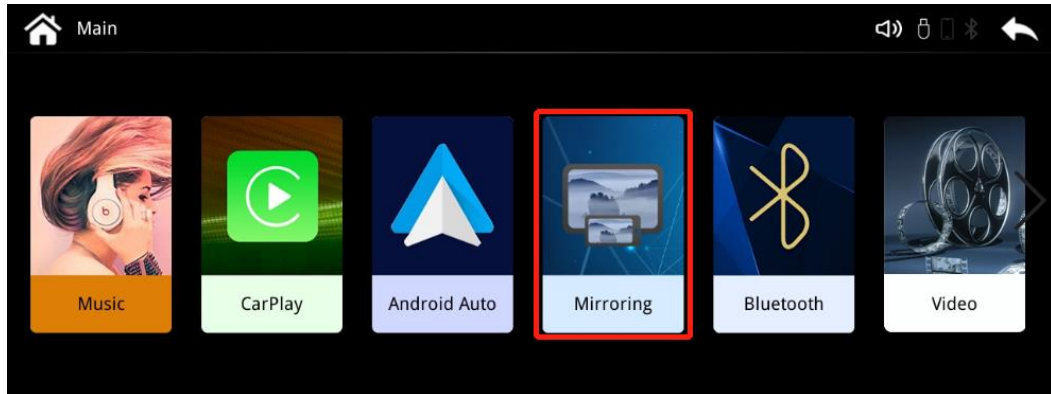 Main
Music
CarPlay
Android Auto
Mirroring
Bluetooth
Video